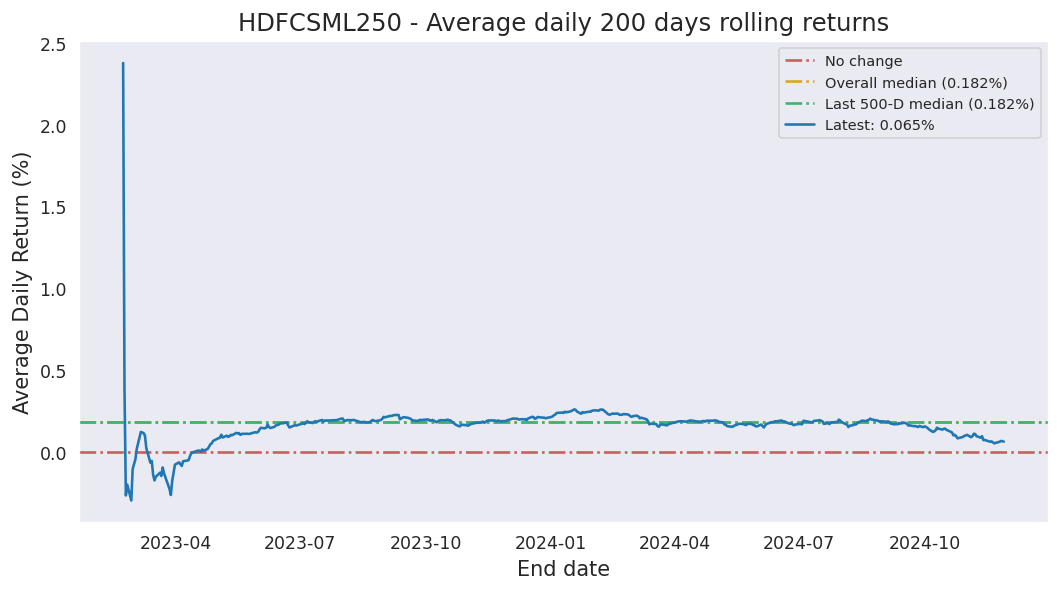 HDFCSML250 - Average daily 200 days rolling returns
No change
Overall median (0.182%)
Last 500-D median (0.182%)
Latest: 0.065%
Average Daily Return (%)
2.5
2.0
1.5
1.0
0.5
0.0
2023-04
2023-07
2023-10
2024-01
2024-04
2024-07
2024-10
End date